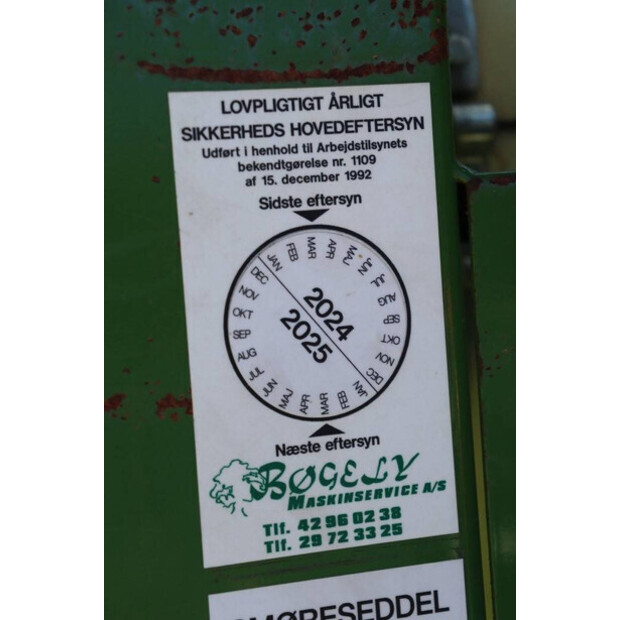 LOVPLIGTIGT ÅRLIGT
SIKKERHEDS HOVEDEFTERSYN
Udført i henhold til Arbejdstilsynets
bekendtgørelse nr. 1109
af 15. december 1992
Sidste eftersyn
JAN FEB MAR APR MAJ JUN JUL AUG SEP OKT NOV DEC
2024
2025
JAN FEB MAR APR MAJ JUN JUL AUG SEP OKT NOV DEC
Næste eftersyn
BØGELY
MASKINSERVICE A/S
Tlf. 42 96 02 38
Tlf. 29 72 33 25
SMØRESEDDEL